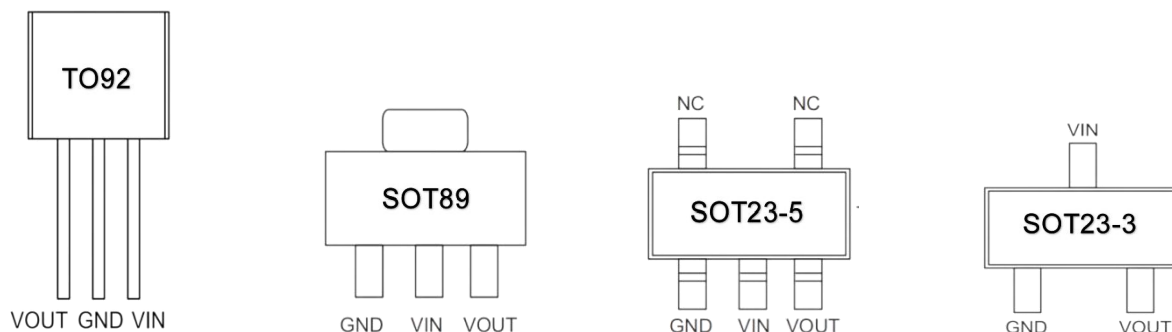 TO92
VOUT GND VIN
SOT89
GND VIN VOUT
NC NC
SOT23-5
GND VIN VOUT
VIN
SOT23-3
GND VOUT